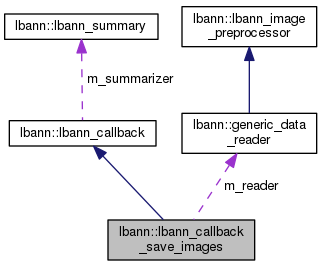 lbann::lbann_summary
lbann::lbann_image
_preprocessor
m_summarizer
lbann::lbann_callback
lbann::generic_data
_reader
m_reader
lbann::lbann_callback
_save_images